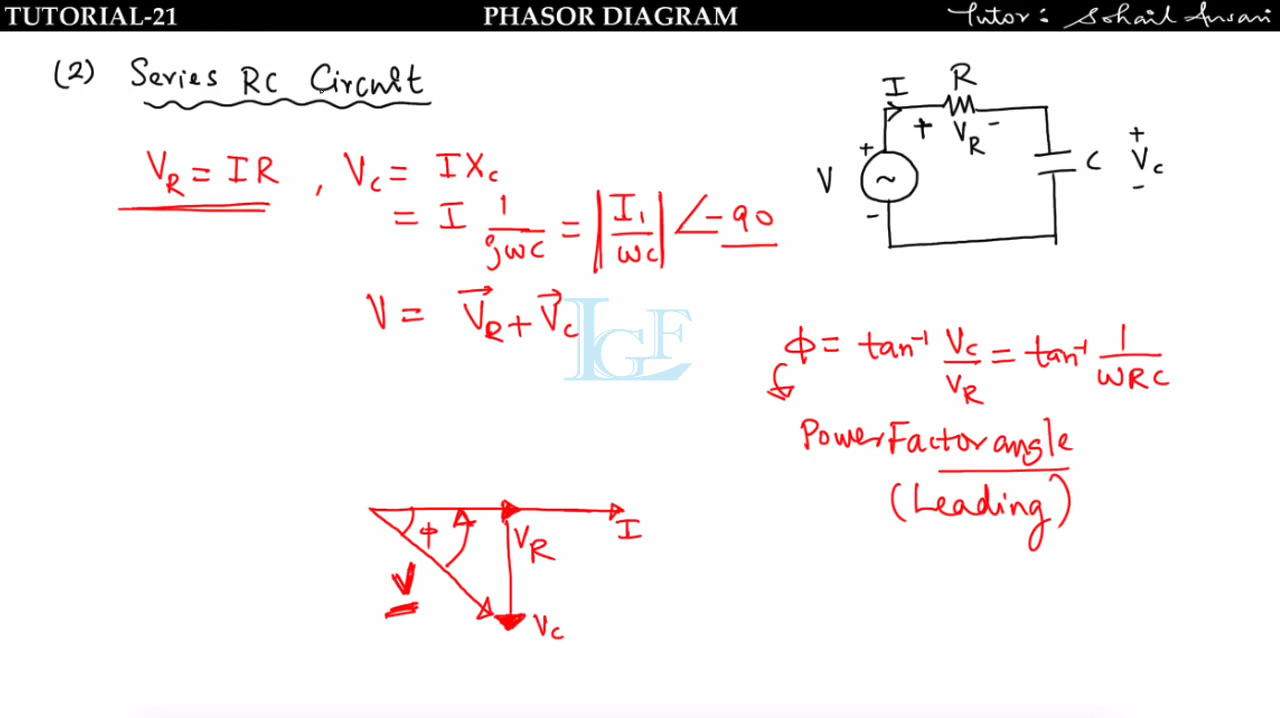 TUTORIAL-21 PHASOR DIAGRAM Tutor: Sohail Ansari
(2) Series RC Circuit
V_R = IR , V_C = IX_C
= I 1/jωC = |I_1/ωC| ∠-90
V = V⃗_R + V⃗_C
I R
+ V_R -
+ V - ~
C + V_C -
LGF
ϕ = tan⁻¹ V_C/V_R = tan⁻¹ 1/ωRC
Power Factor angle
(Leading)
ϕ V_R I
V V_C